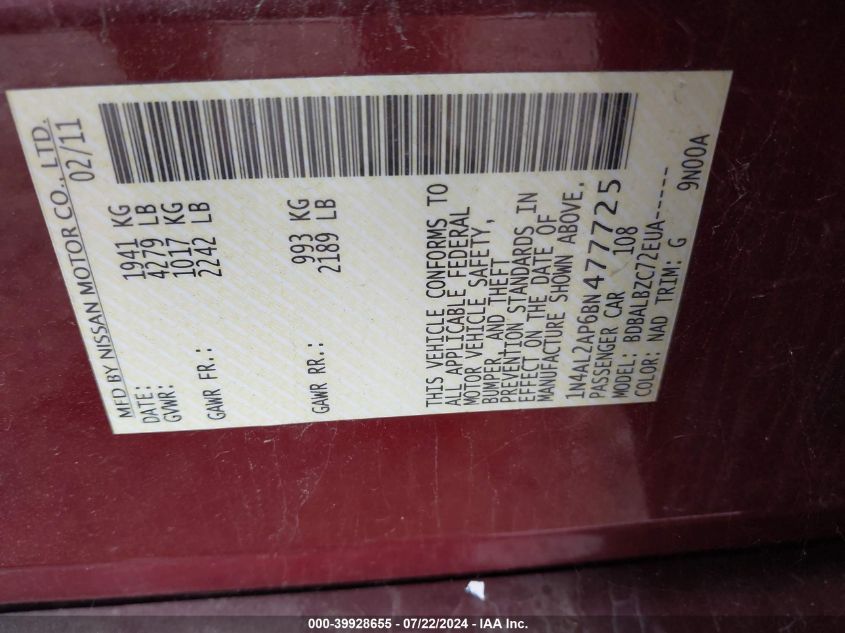 MFD BY NISSAN MOTOR CO., LTD.
DATE: 02/11
GVWR: 1941 KG
4279 LB
GAWR FR.: 1017 KG
2242 LB
GAWR RR.: 993 KG
2189 LB
THIS VEHICLE CONFORMS TO
ALL APPLICABLE FEDERAL
MOTOR VEHICLE SAFETY,
BUMPER, AND THEFT
PREVENTION STANDARDS IN
EFFECT ON THE DATE OF
MANUFACTURE SHOWN ABOVE.
1N4AL2AP6BN477725
PASSENGER CAR 108
MODEL: BDBALBZC72EUA-----
COLOR: NAD TRIM: G 9N00A
000-39928655 - 07/22/2024 - IAA Inc.